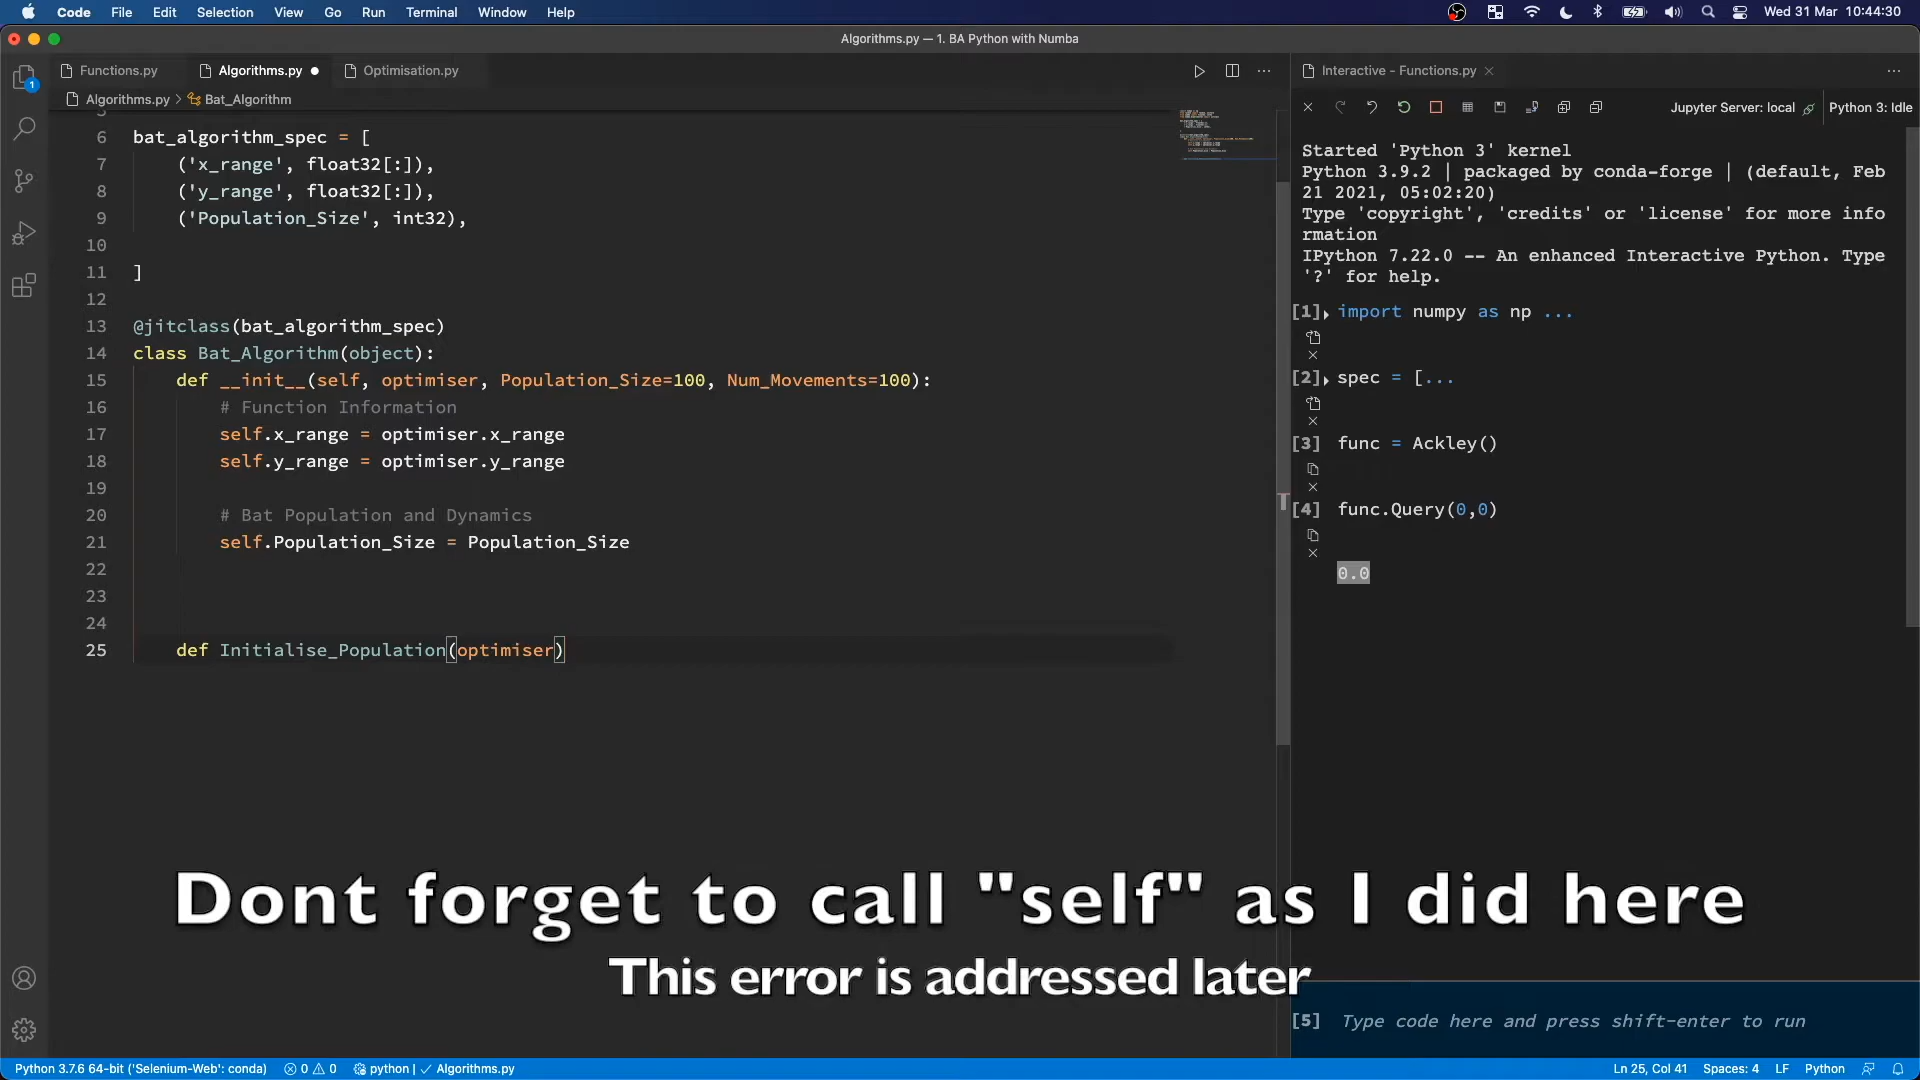 Code File Edit Selection View Go Run Terminal Window Help Wed 31 Mar 10:44:30
Algorithms.py — 1. BA Python with Numba
Functions.py Algorithms.py Optimisation.py
Algorithms.py > Bat_Algorithm
6 bat_algorithm_spec = [
7 ('x_range', float32[:]),
8 ('y_range', float32[:]),
9 ('Population_Size', int32),
10
11 ]
12
13 @jitclass(bat_algorithm_spec)
14 class Bat_Algorithm(object):
15 def __init__(self, optimiser, Population_Size=100, Num_Movements=100):
16 # Function Information
17 self.x_range = optimiser.x_range
18 self.y_range = optimiser.y_range
19
20 # Bat Population and Dynamics
21 self.Population_Size = Population_Size
22
23
24
25 def Initialise_Population(optimiser)
Interactive - Functions.py
Jupyter Server: local Python 3: Idle
Started 'Python 3' kernel
Python 3.9.2 | packaged by conda-forge | (default, Feb
21 2021, 05:02:20)
Type 'copyright', 'credits' or 'license' for more info
rmation
IPython 7.22.0 -- An enhanced Interactive Python. Type
'?' for help.
[1] import numpy as np ...
[2] spec = [...
[3] func = Ackley()
[4] func.Query(0,0)
0.0
Dont forget to call "self" as I did here
This error is addressed later
[5] Type code here and press shift-enter to run
Python 3.7.6 64-bit ('Selenium-Web': conda) 0 0 python | ✓ Algorithms.py Ln 25, Col 41 Spaces: 4 LF Python